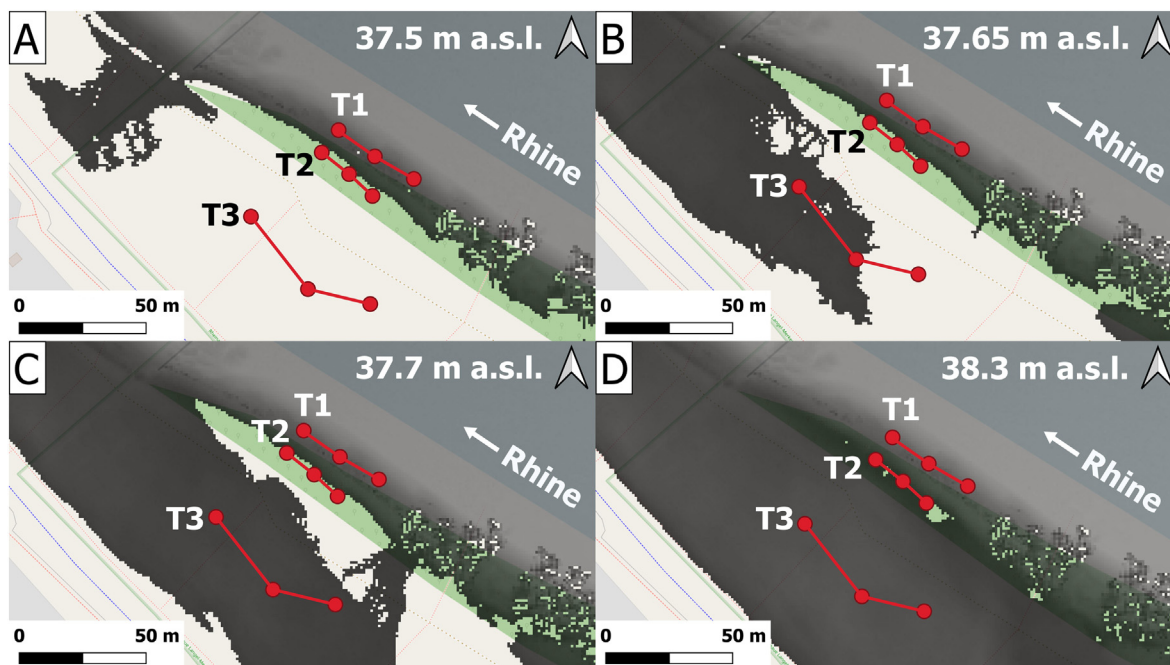 A
37.5 m a.s.l.
T1
T2
T3
Rhine
0
50 m
B
37.65 m a.s.l.
T1
T2
T3
Rhine
0
50 m
C
37.7 m a.s.l.
T1
T2
T3
Rhine
0
50 m
D
38.3 m a.s.l.
T1
T2
T3
Rhine
0
50 m